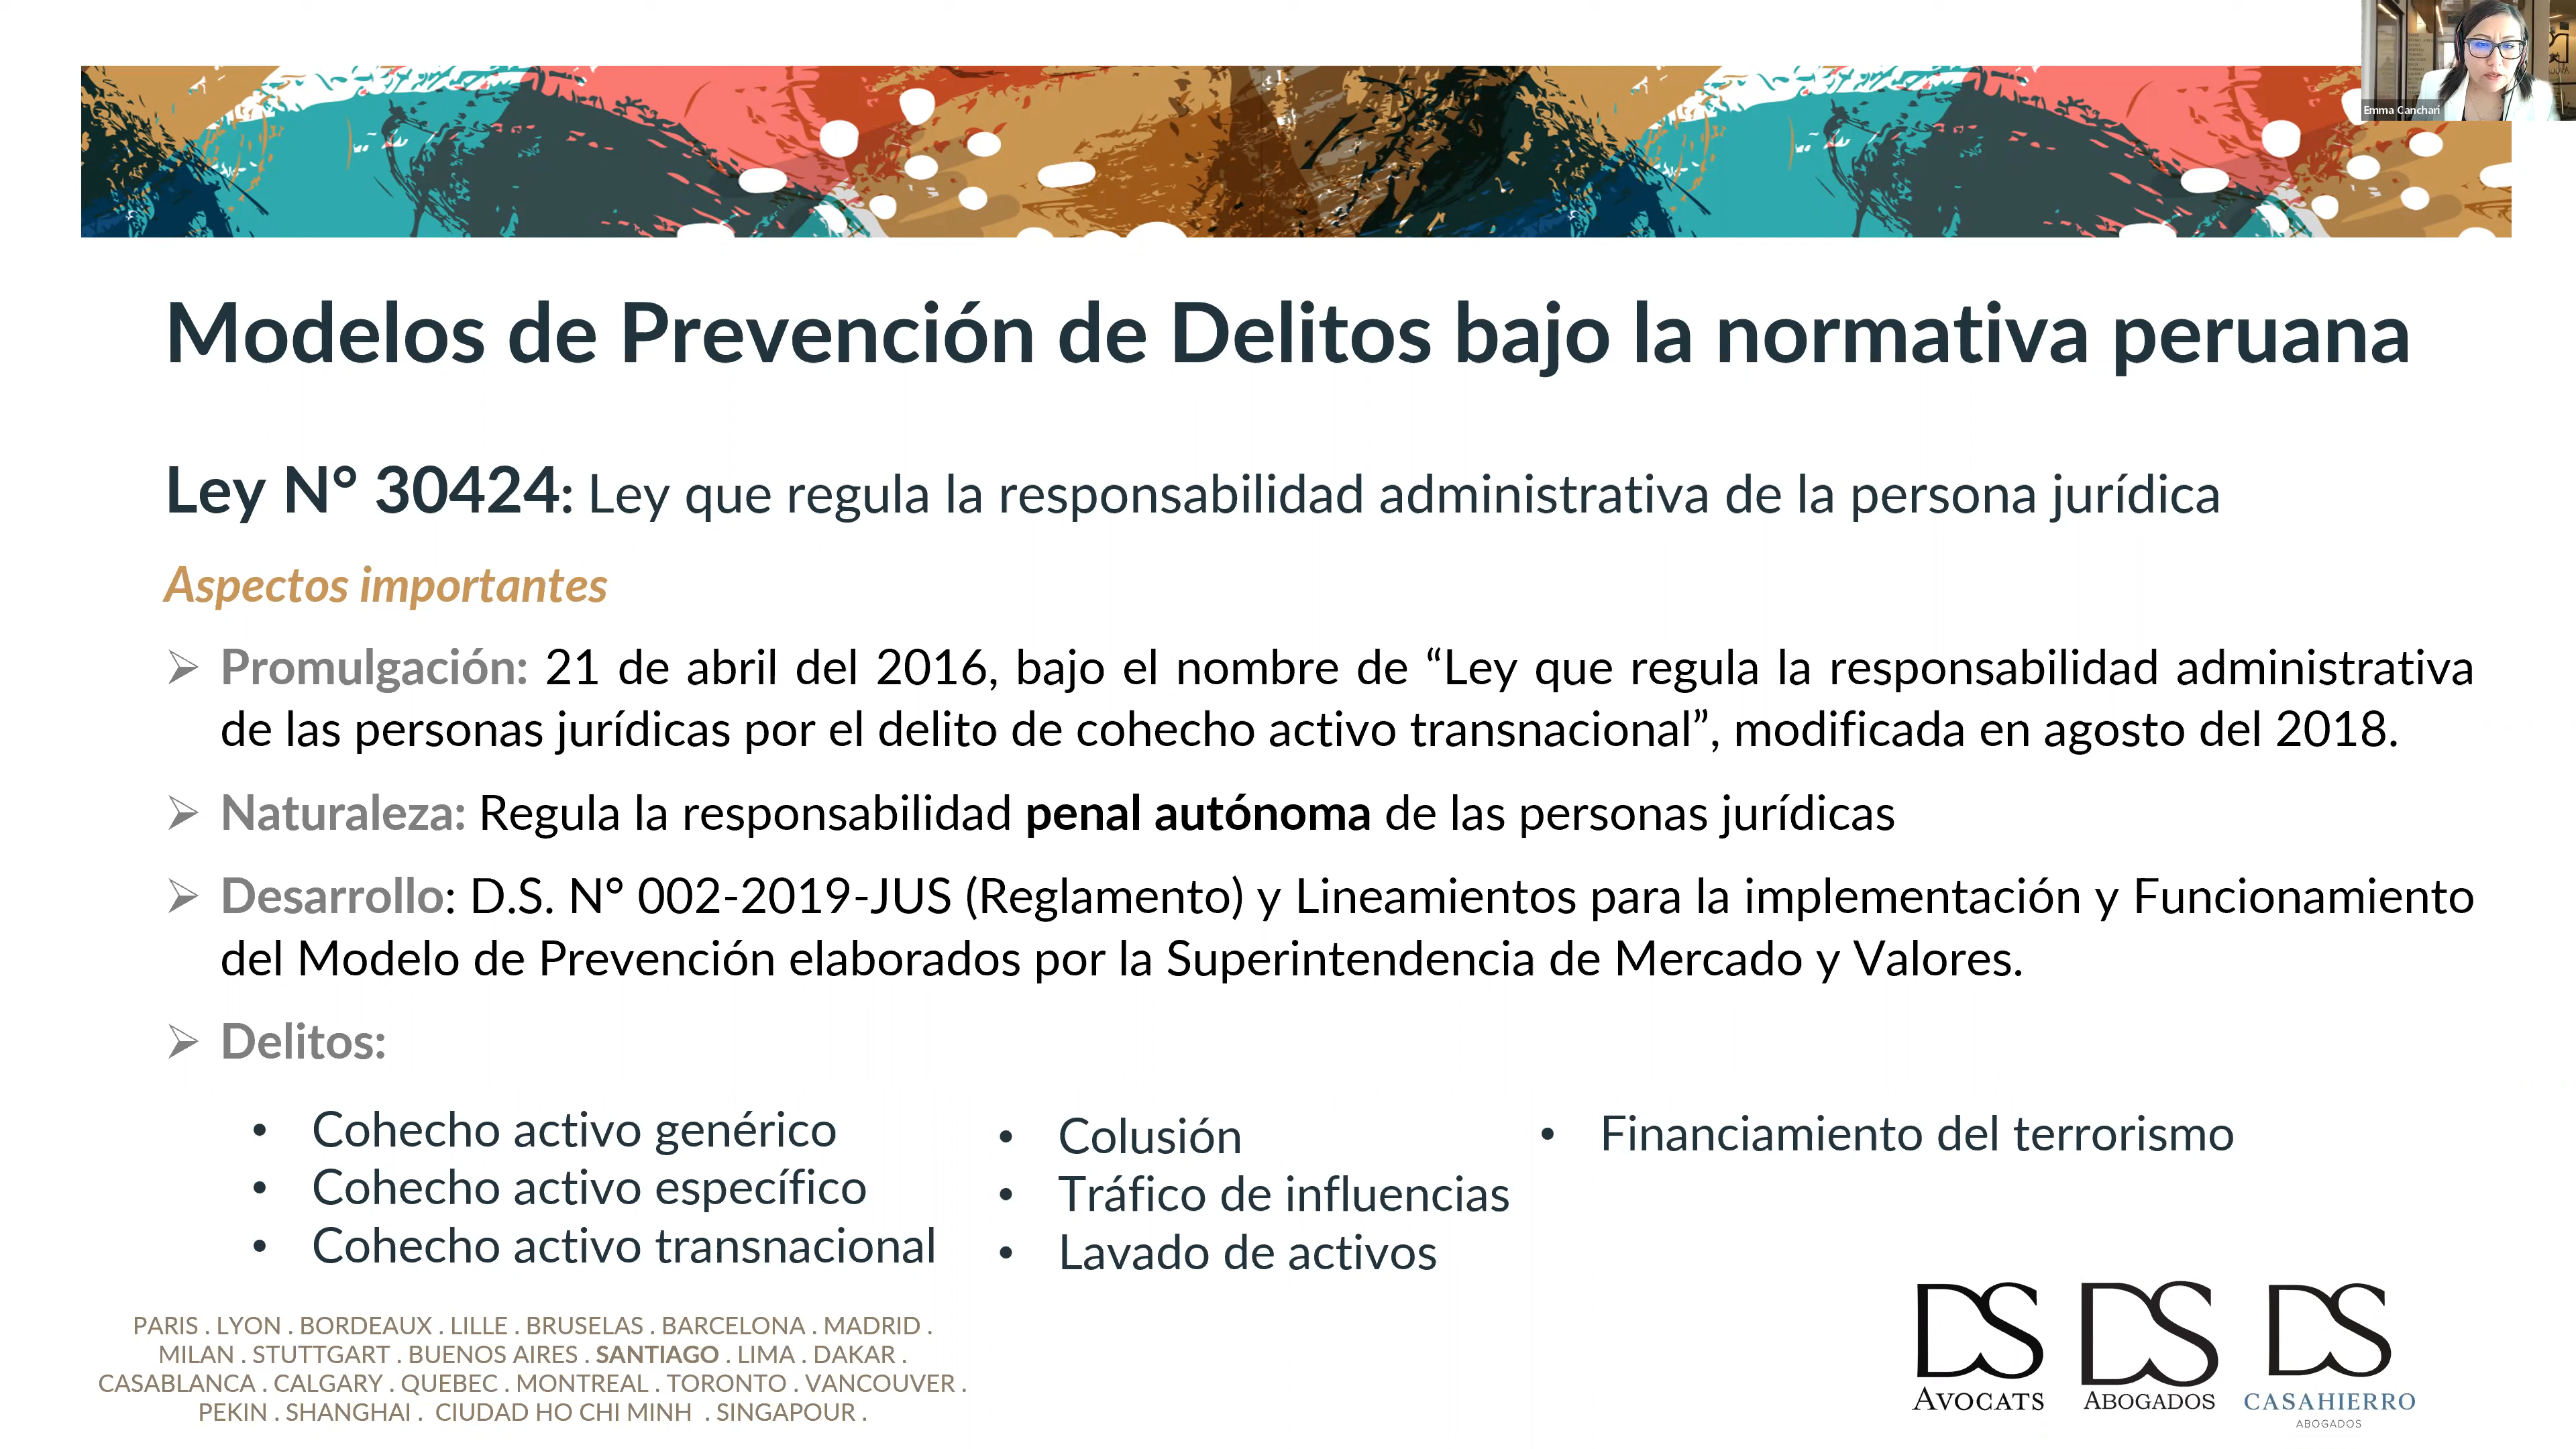 Emma Canchari
Modelos de Prevención de Delitos bajo la normativa peruana
Ley N° 30424: Ley que regula la responsabilidad administrativa de la persona jurídica
Aspectos importantes
➢ Promulgación: 21 de abril del 2016, bajo el nombre de “Ley que regula la responsabilidad administrativa
de las personas jurídicas por el delito de cohecho activo transnacional”, modificada en agosto del 2018.
➢ Naturaleza: Regula la responsabilidad penal autónoma de las personas jurídicas
➢ Desarrollo: D.S. N° 002-2019-JUS (Reglamento) y Lineamientos para la implementación y Funcionamiento
del Modelo de Prevención elaborados por la Superintendencia de Mercado y Valores.
➢ Delitos:
• Cohecho activo genérico
• Cohecho activo específico
• Cohecho activo transnacional
• Colusión
• Tráfico de influencias
• Lavado de activos
• Financiamiento del terrorismo
PARIS . LYON . BORDEAUX . LILLE . BRUSELAS . BARCELONA . MADRID .
MILAN . STUTTGART . BUENOS AIRES . SANTIAGO . LIMA . DAKAR .
CASABLANCA . CALGARY . QUEBEC . MONTREAL . TORONTO . VANCOUVER .
PEKIN . SHANGHAI . CIUDAD HO CHI MINH . SINGAPOUR .
DS
AVOCATS
DS
ABOGADOS
DS
CASAHIERRO
ABOGADOS